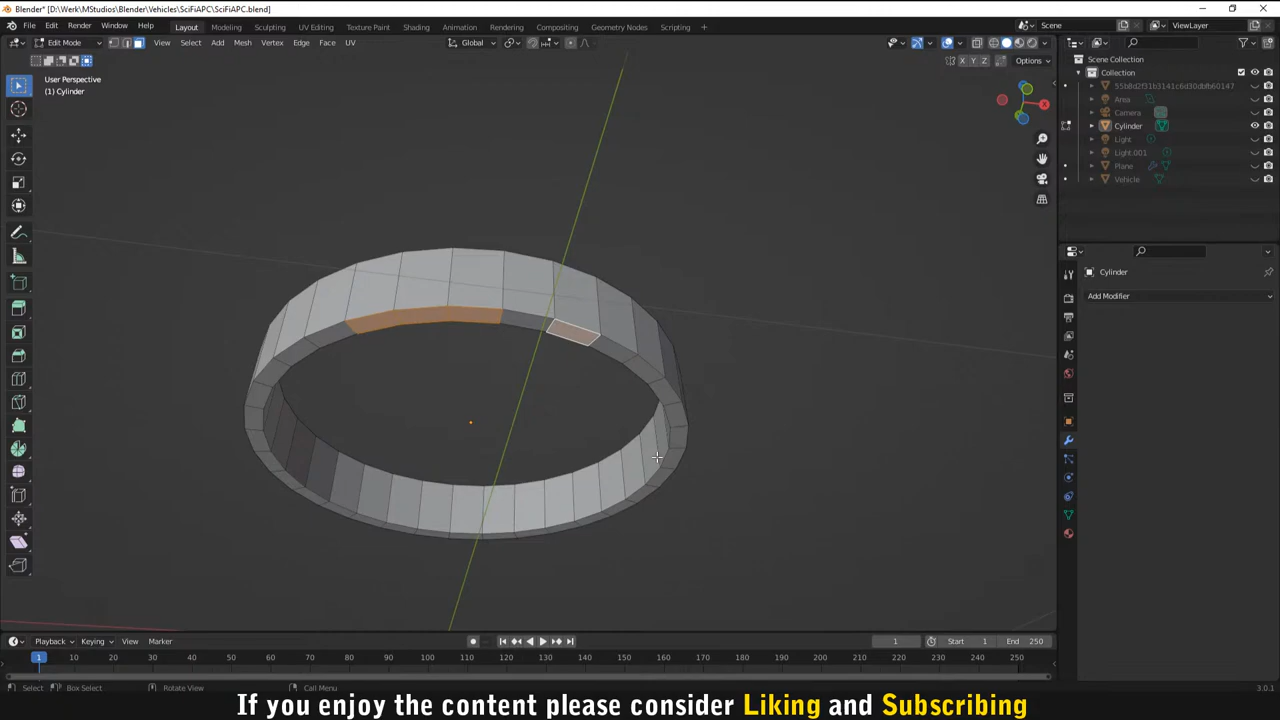 Blender* [D:\Werk\MStudios\Blender\Vehicles\SciFiAPC\SciFiAPC.blend]
File Edit Render Window Help Layout Modeling Sculpting UV Editing Texture Paint Shading Animation Rendering Compositing Geometry Nodes Scripting + Scene ViewLayer
Edit Mode View Select Add Mesh Vertex Edge Face UV Global
X Y Z Options
User Perspective
(1) Cylinder
Scene Collection
Collection
Area
Camera
Cylinder
Light
Light.001
Plane
Vehicle
Cylinder
Add Modifier
Playback Keying View Marker 1 Start 1 End 250
1 10 20 30 40 50 60 70 80 90 100 110 120 130 140 150 160 170 180 190 200 210 220 230 240 250
Select Box Select Rotate View Call Menu 3.0.1
If you enjoy the content please consider Liking and Subscribing